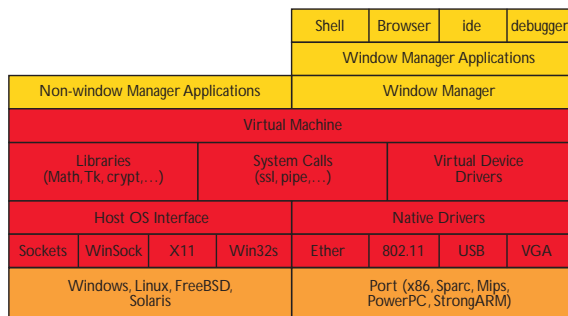 Shell Browser ide debugger
Window Manager Applications
Non-window Manager Applications Window Manager
Virtual Machine
Libraries
(Math, Tk, crypt,...)
System Calls
(ssl, pipe,...)
Virtual Device
Drivers
Host OS Interface Native Drivers
Sockets WinSock X11 Win32s Ether 802.11 USB VGA
Windows, Linux, FreeBSD,
Solaris
Port (x86, Sparc, Mips,
PowerPC, StrongARM)